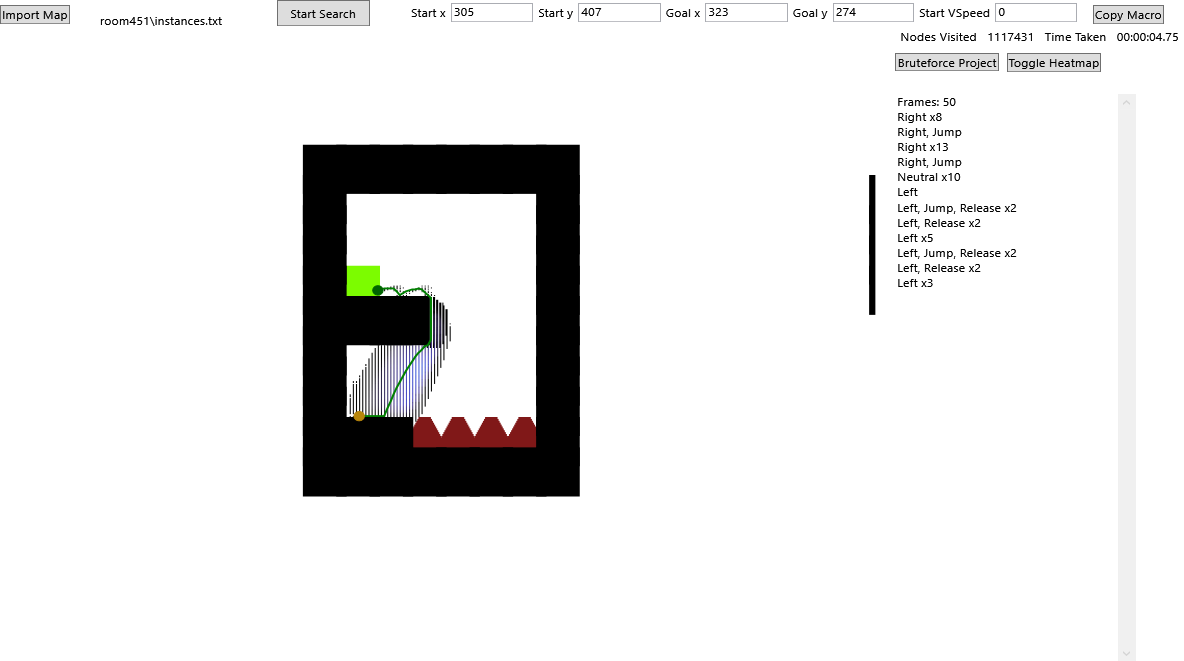 Import Map
room451\instances.txt
Start Search
Start x 305 Start y 407 Goal x 323 Goal y 274 Start VSpeed 0
Copy Macro
Nodes Visited 1117431 Time Taken 00:00:04.75
Bruteforce Project Toggle Heatmap
Frames: 50
Right x8
Right, Jump
Right x13
Right, Jump
Neutral x10
Left
Left, Jump, Release x2
Left, Release x2
Left x5
Left, Jump, Release x2
Left, Release x2
Left x3